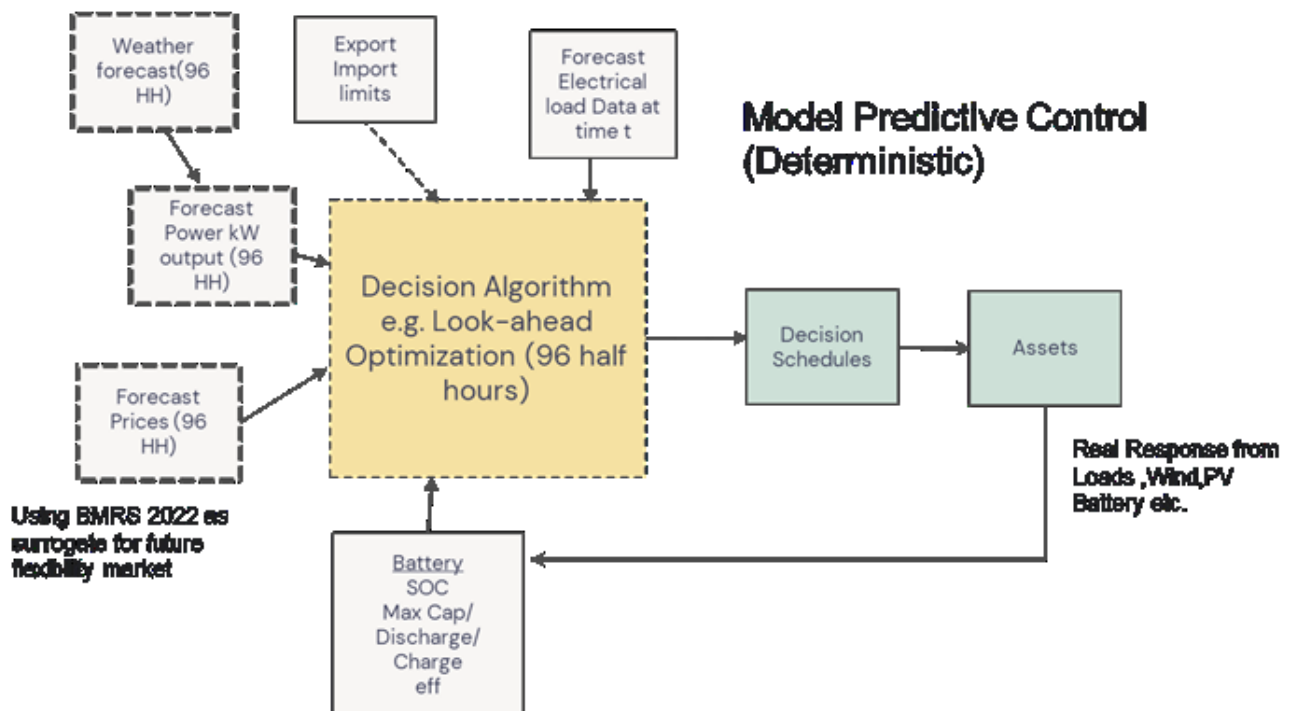 Weather
forecast(96
HH)
Export
Import
limits
Forecast
Electrical
load Data at
time t
Model Predictive Control
(Deterministic)
Forecast
Power kW
output (96
HH)
Decision Algorithm
e.g. Look-ahead
Optimization (96 half
hours)
Decision
Schedules
Assets
Forecast
Prices (96
HH)
Real Response from
Loads ,Wind,PV
Battery etc.
Using BMRS 2022 as
surrogate for future
flexibility market
Battery
SOC
Max Cap/
Discharge/
Charge
eff